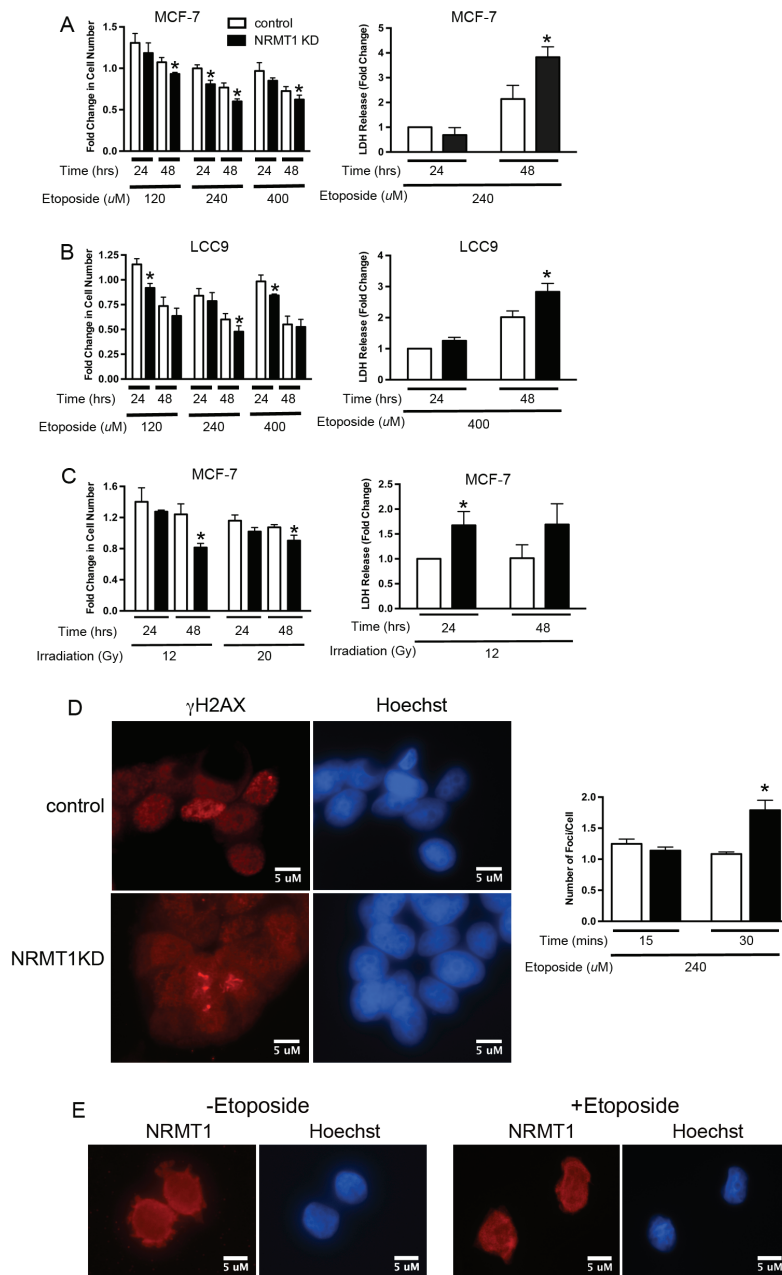 A
MCF-7
control
NRMT1 KD
Fold Change in Cell Number
1.5
1.0
0.5
0.0
*
*
*
*
Time (hrs) 24 48 24 48 24 48
Etoposide (uM) 120 240 400
MCF-7
LDH Release (Fold Change)
5
4
3
2
1
0
*
Time (hrs) 24 48
Etoposide (uM) 240
B
LCC9
Fold Change in Cell Number
1.25
1.00
0.75
0.50
0.25
0.00
*
*
*
Time (hrs) 24 48 24 48 24 48
Etoposide (uM) 120 240 400
LCC9
LDH Release (Fold Change)
4
3
2
1
0
*
Time (hrs) 24 48
Etoposide (uM) 400
C
MCF-7
Fold Change in Cell Number
1.6
1.2
0.8
0.4
0.0
*
*
Time (hrs) 24 48 24 48
Irradiation (Gy) 12 20
MCF-7
LDH Release (Fold Change)
2.5
2.0
1.5
1.0
0.5
0.0
*
Time (hrs) 24 48
Irradiation (Gy) 12
D
γH2AX Hoechst
control
5 uM 5 uM
NRMT1KD
5 uM 5 uM
Number of Foci/Cell
2.0
1.5
1.0
0.5
0.0
*
Time (mins) 15 30
Etoposide (uM) 240
E
-Etoposide +Etoposide
NRMT1 Hoechst NRMT1 Hoechst
5 uM 5 uM 5 uM 5 uM